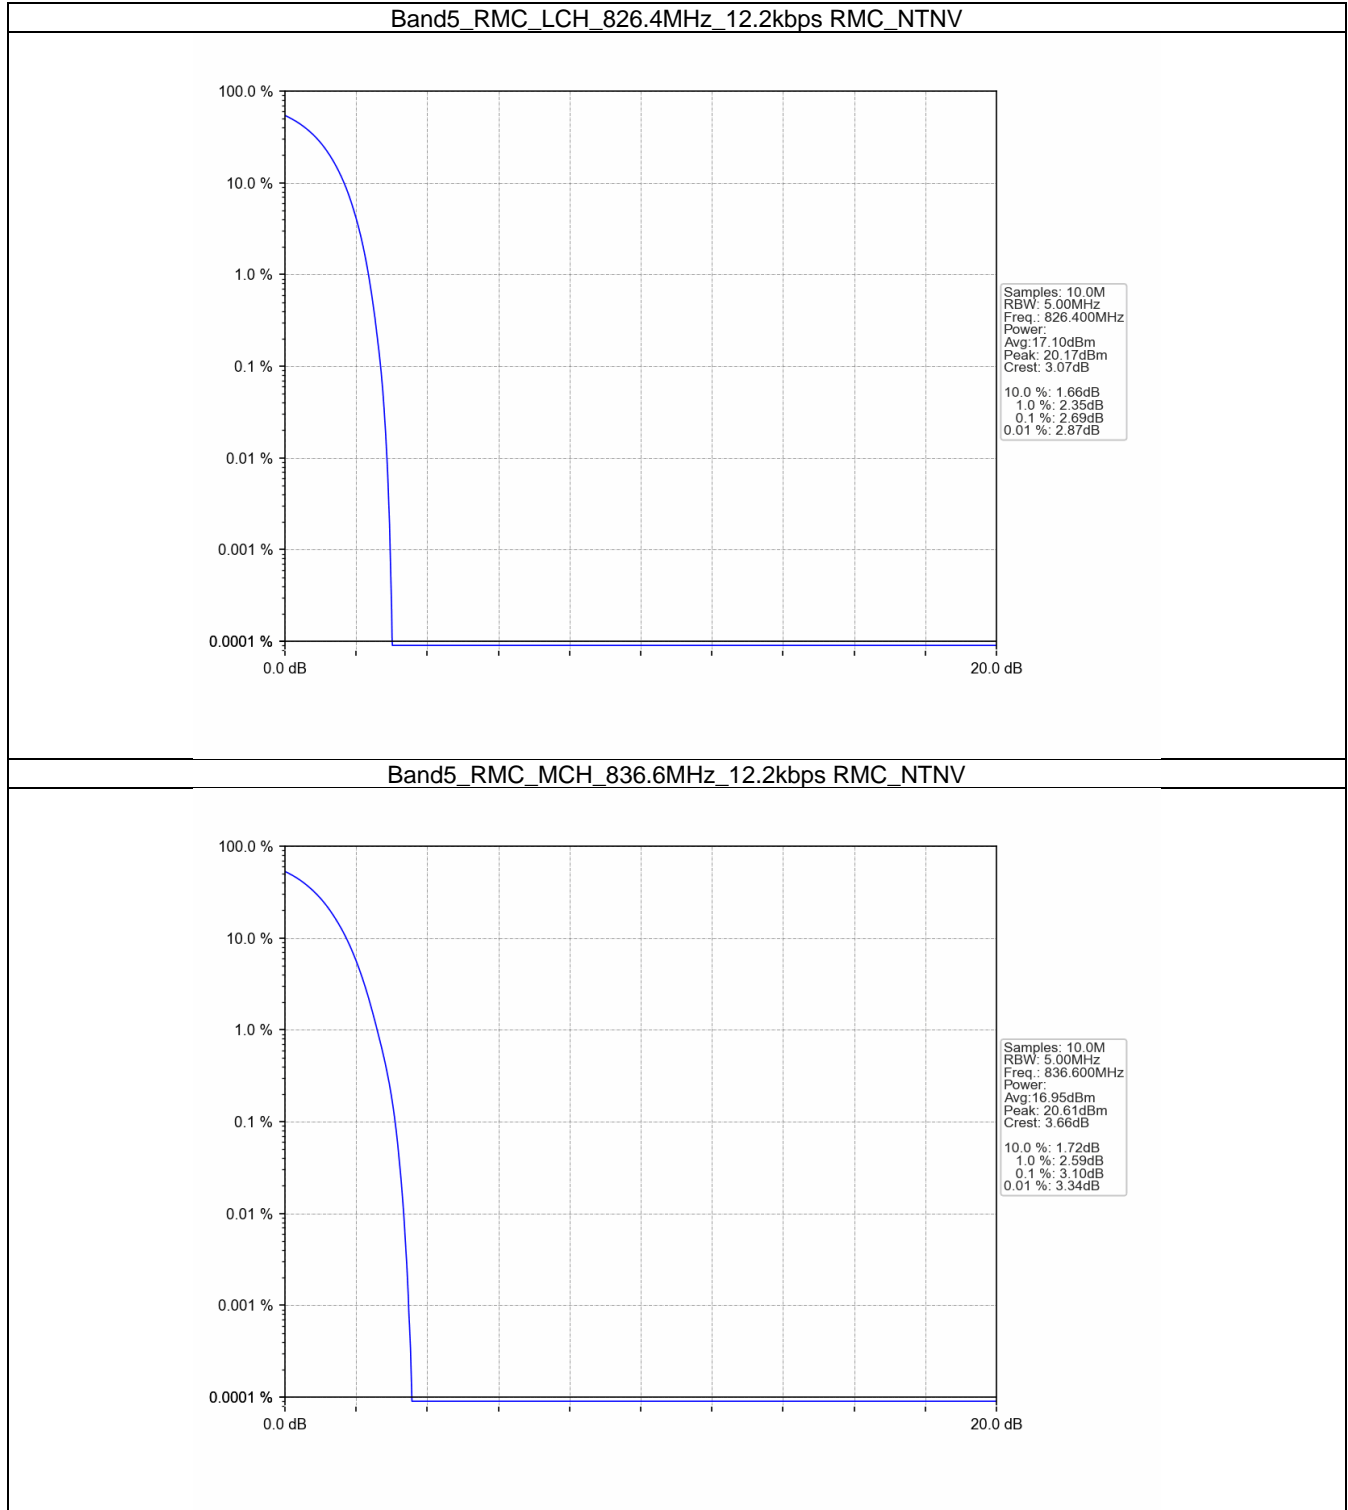 Band5_RMC_LCH_826.4MHz_12.2kbps RMC_NTNV
100.0 %
10.0 %
1.0 %
0.1 %
0.01 %
0.001 %
0.0001 %
0.0 dB
20.0 dB
Samples: 10.0M
RBW: 5.00MHz
Freq.: 826.400MHz
Power:
Avg:17.10dBm
Peak: 20.17dBm
Crest: 3.07dB
10.0 %: 1.66dB
1.0 %: 2.35dB
0.1 %: 2.69dB
0.01 %: 2.87dB
Band5_RMC_MCH_836.6MHz_12.2kbps RMC_NTNV
100.0 %
10.0 %
1.0 %
0.1 %
0.01 %
0.001 %
0.0001 %
0.0 dB
20.0 dB
Samples: 10.0M
RBW: 5.00MHz
Freq.: 836.600MHz
Power:
Avg:16.95dBm
Peak: 20.61dBm
Crest: 3.66dB
10.0 %: 1.72dB
1.0 %: 2.59dB
0.1 %: 3.10dB
0.01 %: 3.34dB